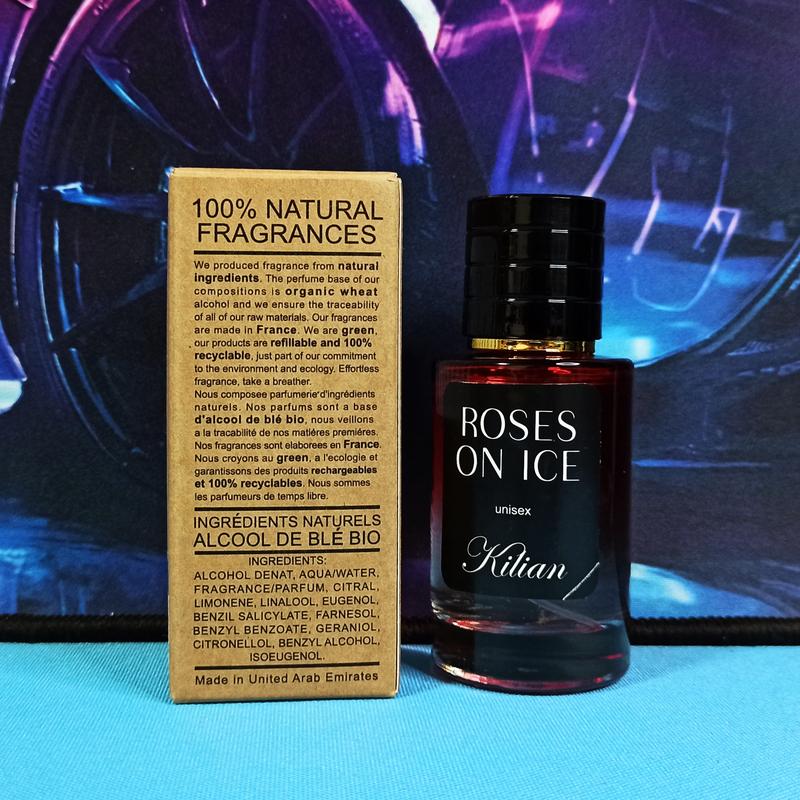 100% NATURAL
FRAGRANCES
We produced fragrance from natural
ingredients. The perfume base of our
compositions is organic wheat
alcohol and we ensure the traceability
of all of our raw materials. Our fragrances
are made in France. We are green,
our products are refillable and 100%
recyclable, just part of our commitment
to the environment and ecology. Effortless
fragrance, take a breather.
Nous composee parfumerie d'ingrédients
naturels. Nos parfums sont a base
d'alcool de blé bio, nous veillons
a la tracabilité de nos matières premiéres.
Nos fragrances sont elaborees en France.
Nous croyons au green, a l'ecologie et
garantissons des produits rechargeables
et 100% recyclables. Nous sommes
les parfumeurs de temps libre.
INGRÉDIENTS NATURELS
ALCOOL DE BLÉ BIO
INGREDIENTS:
ALCOHOL DENAT, AQUA/WATER,
FRAGRANCE/PARFUM, CITRAL,
LIMONENE, LINALOOL, EUGENOL,
BENZIL SALICYLATE, FARNESOL,
BENZYL BENZOATE, GERANIOL,
CITRONELLOL, BENZYL ALCOHOL,
ISOEUGENOL.
Made in United Arab Emirates
ROSES
ON ICE
unisex
Kilian